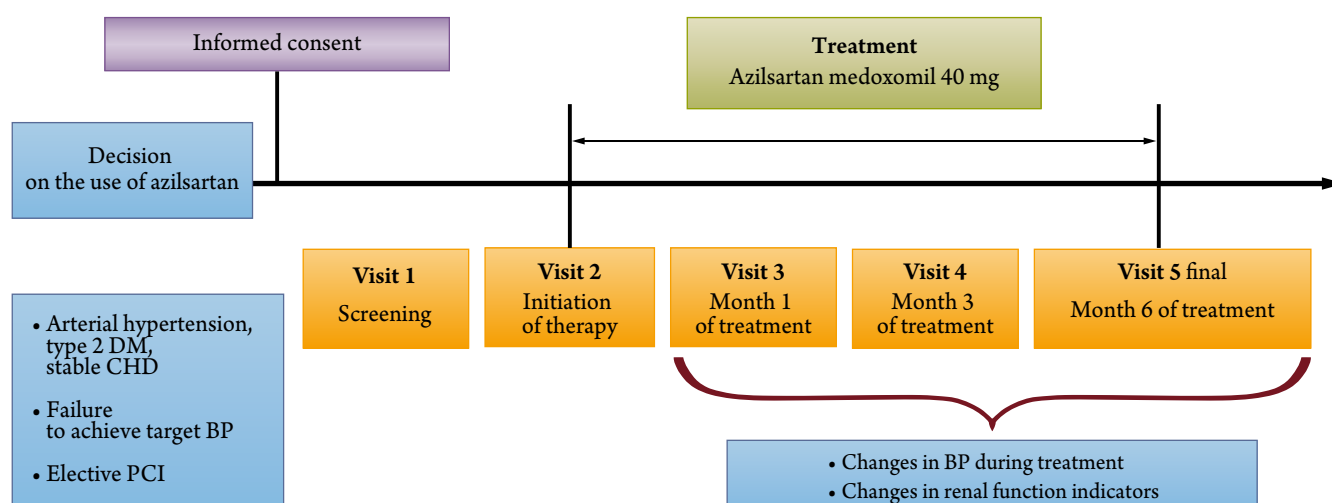 Informed consent
Treatment
Azilsartan medoxomil 40 mg
Decision
on the use of azilsartan
Visit 1
Screening
Visit 2
Initiation
of therapy
Visit 3
Month 1
of treatment
Visit 4
Month 3
of treatment
Visit 5 final
Month 6 of treatment
• Arterial hypertension,
type 2 DM,
stable CHD
• Failure
to achieve target BP
• Elective PCI
• Changes in BP during treatment
• Changes in renal function indicators